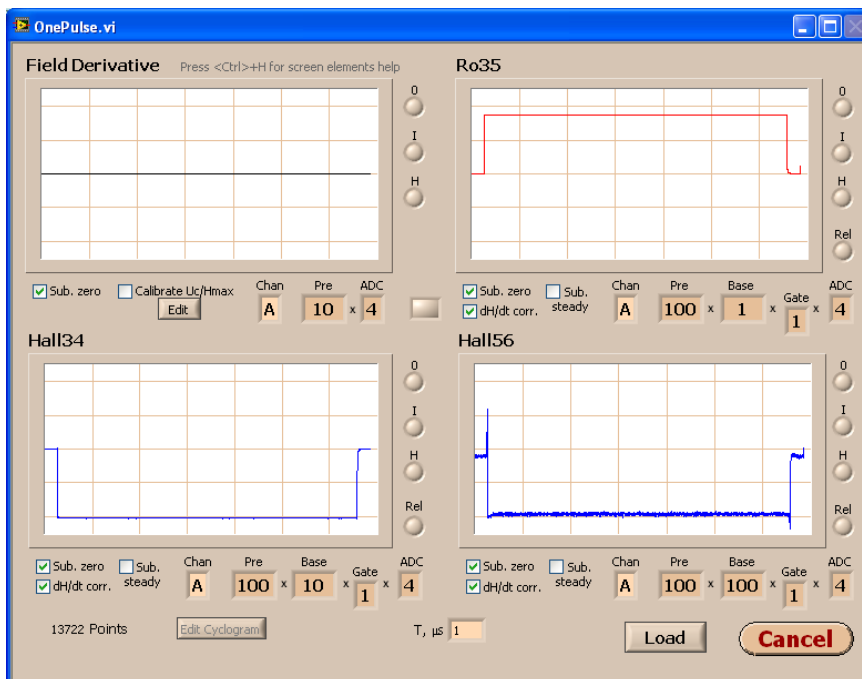 OnePulse.vi
Field Derivative
Press <Ctrl>+H for screen elements help
0
I
H
Sub. zero
Calibrate Uc/Hmax
Edit
Chan
A
Pre
10
x
ADC
4
Ro35
0
I
H
Rel
Sub. zero
dH/dt corr.
Sub.
steady
Chan
A
Pre
100
x
Base
1
x
Gate
1
x
ADC
4
Hall34
0
I
H
Rel
Sub. zero
dH/dt corr.
Sub.
steady
Chan
A
Pre
100
x
Base
10
x
Gate
1
x
ADC
4
Hall56
0
I
H
Rel
Sub. zero
dH/dt corr.
Sub.
steady
Chan
A
Pre
100
x
Base
100
x
Gate
1
x
ADC
4
13722 Points
Edit Cyclogram
T, µs 1
Load
Cancel